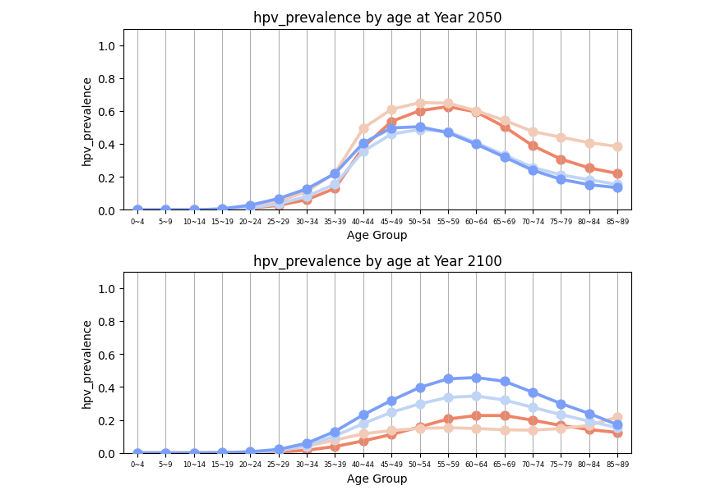 hpv_prevalence by age at Year 2050
hpv_prevalence
1.0
0.8
0.6
0.4
0.2
0.0
0~4 5~9 10~14 15~19 20~24 25~29 30~34 35~39 40~44 45~49 50~54 55~59 60~64 65~69 70~74 75~79 80~84 85~89
Age Group
hpv_prevalence by age at Year 2100
hpv_prevalence
1.0
0.8
0.6
0.4
0.2
0.0
0~4 5~9 10~14 15~19 20~24 25~29 30~34 35~39 40~44 45~49 50~54 55~59 60~64 65~69 70~74 75~79 80~84 85~89
Age Group